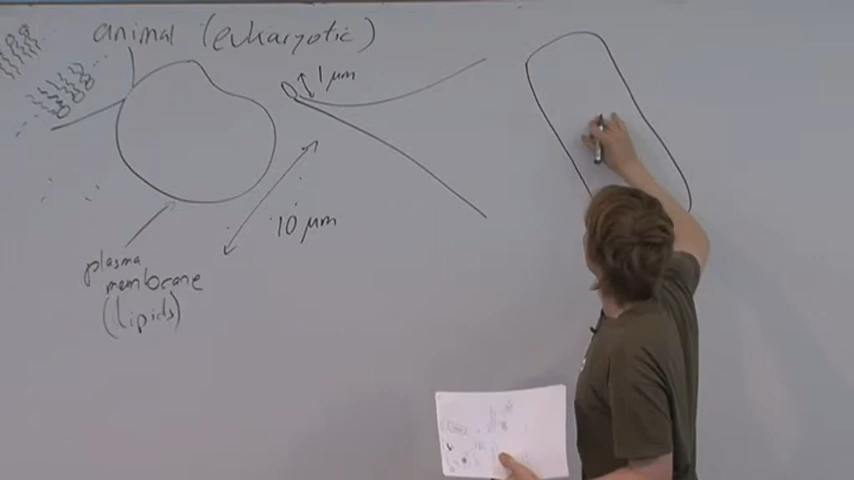 animal (eukaryotic)
1 μm
10 μm
plasma
membrane
(lipids)